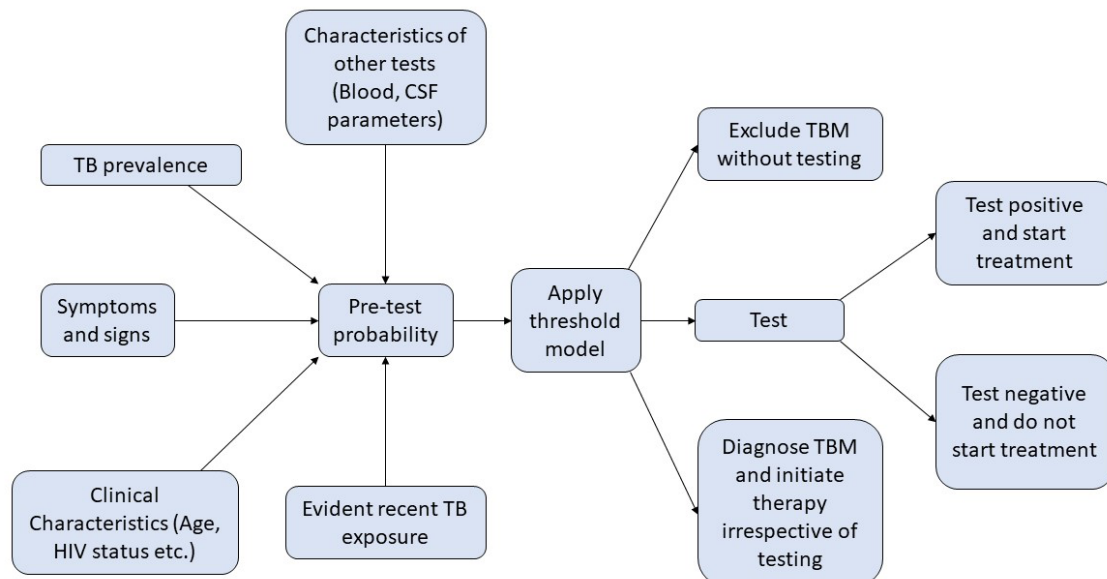 Characteristics of
other tests
(Blood, CSF
parameters)
TB prevalence
Symptoms
and signs
Clinical
Characteristics (Age,
HIV status etc.)
Evident recent TB
exposure
Pre-test
probability
Apply
threshold
model
Exclude TBM
without testing
Test
Diagnose TBM
and initiate
therapy
irrespective of
testing
Test positive
and start
treatment
Test negative
and do not
start treatment